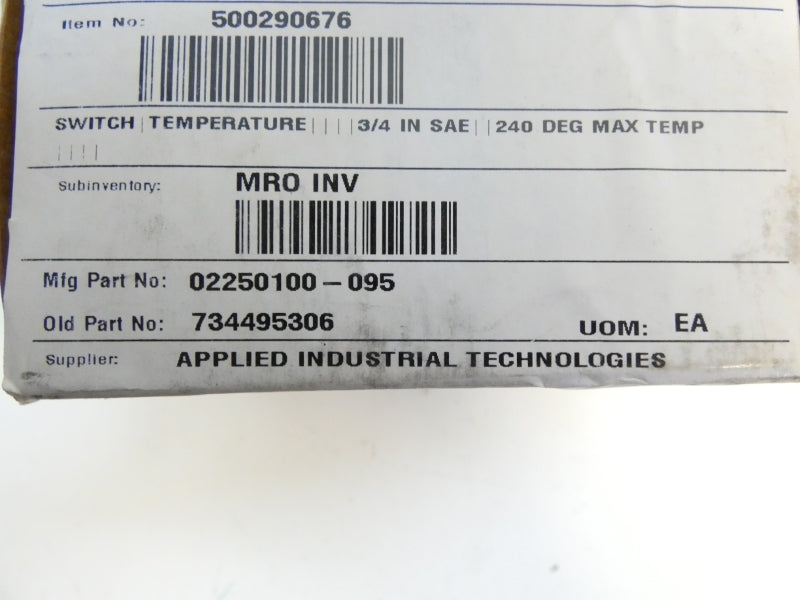 Item No: 500290676
SWITCH|TEMPERATURE||||3/4 IN SAE||240 DEG MAX TEMP
||||
Subinventory: MRO INV
Mfg Part No: 02250100-095
Old Part No: 734495306 UOM: EA
Supplier: APPLIED INDUSTRIAL TECHNOLOGIES